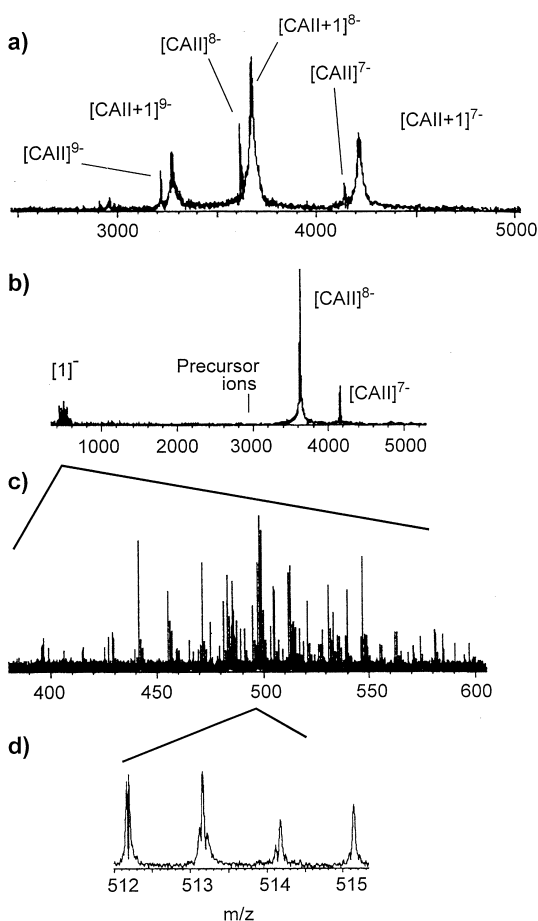 a)
[CAII]8-
[CAII+1]8-
[CAII]7-
[CAII+1]9-
[CAII+1]7-
[CAII]9-
3000 4000 5000
b)
[CAII]8-
[1]-
Precursor
ions
[CAII]7-
1000 2000 3000 4000 5000
c)
400 450 500 550 600
d)
512 513 514 515
m/z